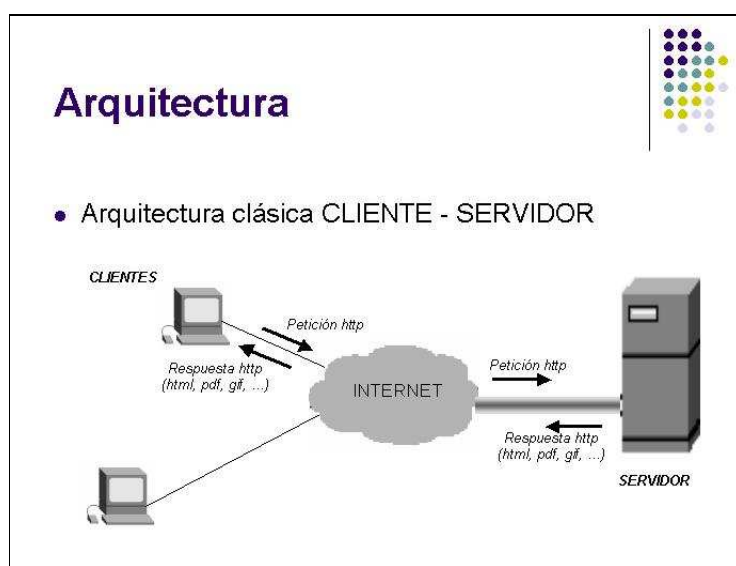 Arquitectura
Arquitectura clásica CLIENTE - SERVIDOR
CLIENTES
Petición http
Respuesta http
(html, pdf, gif, ...)
INTERNET
Petición http
Respuesta http
(html, pdf, gif, ...)
SERVIDOR